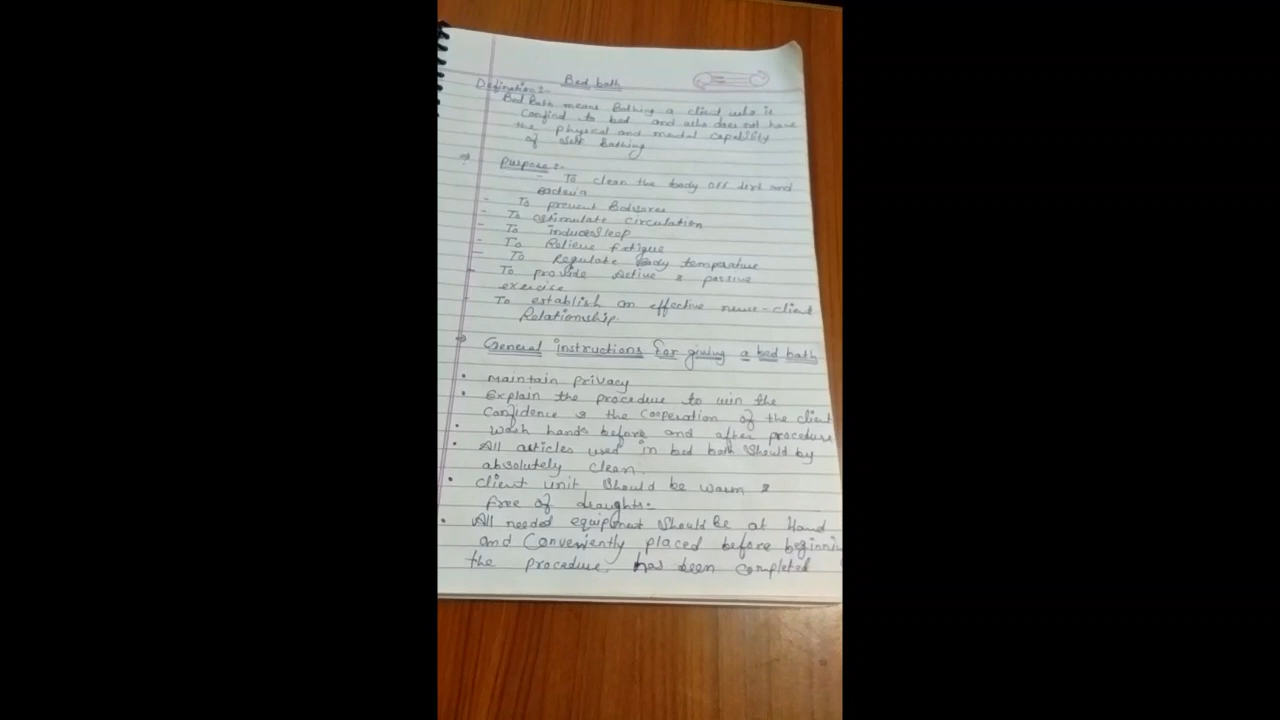 Bed bath
Defination:-
Bed Bath means Bathing a client who is
Confind to bed and who does not have
the physical and mental capability
of self Bathing
Purpose:-
- To clean the body off dirt and
Bacteria
- To prevent Bedsores
- To stimulate circulation
- To induce sleep
- To Relieve fatigue
- To Regulate Body temperature
- To provide Active & passive
exercise
To establish an effective nurse-client
Relationship.
General instructions for giving a bed bath
• Maintain privacy
• Explain the procedure to win the
Confidence & the Cooperation of the client
• Wash hands before and after procedure
• All articles used in bed bath should by
absolutely clean.
• Client unit should be warm &
free of draughts:-
• All needed equipment should be at Hand
and Conveniently placed before beginning
the procedure has been completed